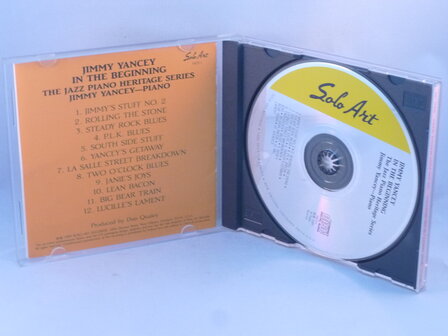 Solo Art
JIMMY YANCEY
IN THE BEGINNING
THE JAZZ PIANO HERITAGE SERIES
JIMMY YANCEY—PIANO
1. JIMMY'S STUFF NO. 2
2. ROLLING THE STONE
3. STEADY ROCK BLUES
4. P.L.K. BLUES
5. SOUTH SIDE STUFF
6. YANCEY'S GETAWAY
7. LA SALLE STREET BREAKDOWN
8. TWO O'CLOCK BLUES
9. JANIE'S JOYS
10. LEAN BACON
11. BIG BEAR TRAIN
12. LUCILLE'S LAMENT
Produced by Dan Qualey
Solo Art
JIMMY YANCEY
IN THE BEGINNING
The Jazz Piano Heritage Series
Jimmy Yancey—Piano